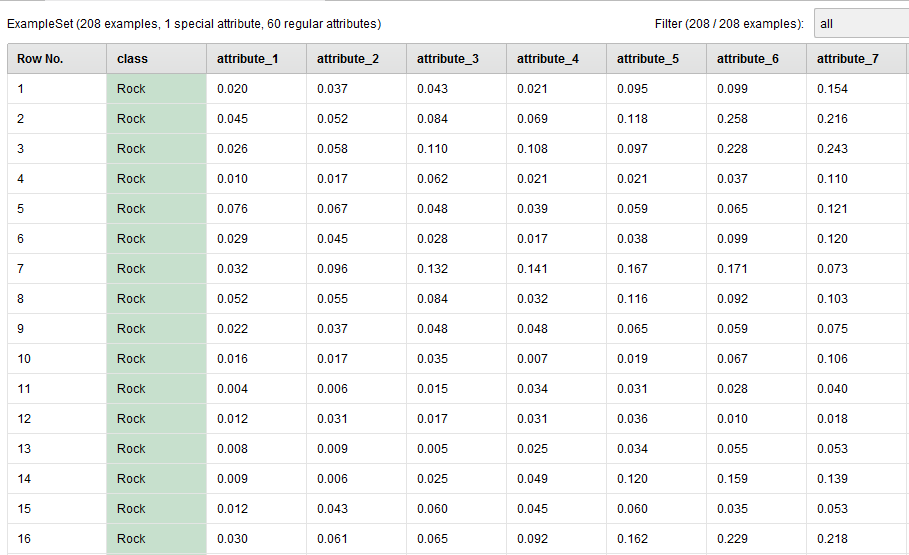 ExampleSet (208 examples, 1 special attribute, 60 regular attributes) Filter (208 / 208 examples): all
Row No. class attribute_1 attribute_2 attribute_3 attribute_4 attribute_5 attribute_6 attribute_7
1 Rock 0.020 0.037 0.043 0.021 0.095 0.099 0.154
2 Rock 0.045 0.052 0.084 0.069 0.118 0.258 0.216
3 Rock 0.026 0.058 0.110 0.108 0.097 0.228 0.243
4 Rock 0.010 0.017 0.062 0.021 0.021 0.037 0.110
5 Rock 0.076 0.067 0.048 0.039 0.059 0.065 0.121
6 Rock 0.029 0.045 0.028 0.017 0.038 0.099 0.120
7 Rock 0.032 0.096 0.132 0.141 0.167 0.171 0.073
8 Rock 0.052 0.055 0.084 0.032 0.116 0.092 0.103
9 Rock 0.022 0.037 0.048 0.048 0.065 0.059 0.075
10 Rock 0.016 0.017 0.035 0.007 0.019 0.067 0.106
11 Rock 0.004 0.006 0.015 0.034 0.031 0.028 0.040
12 Rock 0.012 0.031 0.017 0.031 0.036 0.010 0.018
13 Rock 0.008 0.009 0.005 0.025 0.034 0.055 0.053
14 Rock 0.009 0.006 0.025 0.049 0.120 0.159 0.139
15 Rock 0.012 0.043 0.060 0.045 0.060 0.035 0.053
16 Rock 0.030 0.061 0.065 0.092 0.162 0.229 0.218